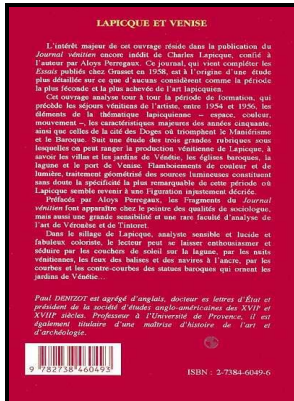 LAPICQUE ET VENISE
L'intérêt majeur de cet ouvrage réside dans la publication du
Journal vénitien encore inédit de Charles Lapicque, confié à
l'auteur par Aloys Perregaux. Ce journal, qui vient compléter les
Essais publiés chez Grasset en 1958, est à l'origine d'une étude
plus détaillée sur ce que d'aucuns considèrent comme la période
la plus féconde et la plus achevée de l'art lapicquien.
Cet ouvrage analyse tour à tour la période de formation, qui
précède les séjours vénitiens de l'artiste, entre 1954 et 1956, les
éléments de la thématique lapicquienne – espace, couleur,
mouvement –, les caractéristiques majeures des années cinquante,
ainsi que celles de la cité des Doges où triomphent le Maniérisme
et le Baroque. Suit une étude des trois grandes rubriques sous
lesquelles on peut ranger la production vénitienne de Lapicque, à
savoir les villas et les jardins de Vénétie, les églises baroques, la
lagune et le port de Venise. Flamboiements de couleur et de
lumière, traitement géométrisé des sources lumineuses constituent
sans doute la spécificité la plus remarquable de cette période où
Lapicque semble revenir à une Figuration injustement décriée.
Préfacés par Aloys Perregaux, les Fragments du Journal
vénitien font apparaître chez le peintre des qualités de sociologue,
mais aussi une grande sensibilité et une rare faculté d'analyse de
l'art de Véronèse et de Tintoret.
Dans le sillage de Lapicque, analyste sensible et lucide et
fabuleux coloriste, le lecteur peut se laisser enthousiasmer et
séduire par les couchers de soleil sur la lagune, par les nuits
vénitiennes, les feux des balises et des navires à l'ancre, par les
courbes et les contre-courbes des statues baroques qui ornent les
jardins de Vénétie...
Paul DENIZOT est agrégé d'anglais, docteur es lettres d'État et
président de la société d'études anglo-américaines des XVIIe et
XVIIIe siècles. Professeur à l'Université de Provence, il est
également titulaire d'une maîtrise d'histoire de l'art et
d'archéologie.
9 782738 460493
ISBN : 2-7384-6049-6